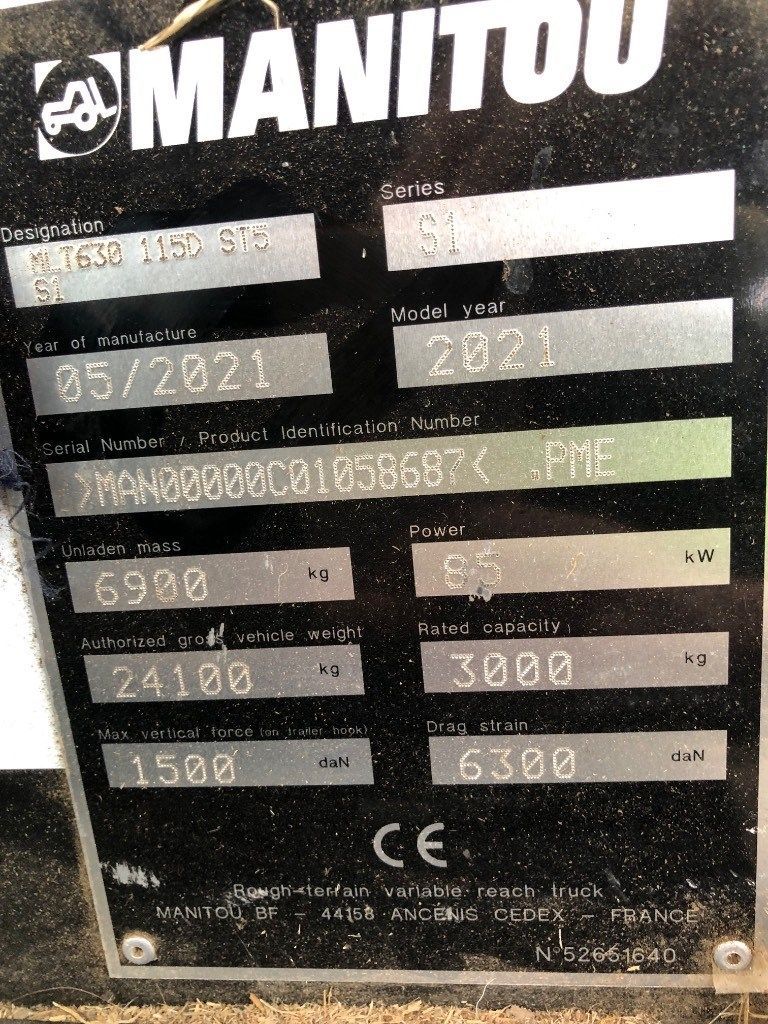 MANITOU
Designation
MLT630 115D ST5
S1
Series
S1
Year of manufacture
05/2021
Model year
2021
Serial Number / Product Identification Number
>MAN00000C01058687< .PME
Unladen mass
6900 kg
Power
85 kW
Authorized gross vehicle weight
24100 kg
Rated capacity
3000 kg
Max. vertical force (on trailer hook)
1500 daN
Drag strain
6300 daN
CE
Rough-terrain variable reach truck
MANITOU BF - 44158 ANCENIS CEDEX - FRANCE
N°52651640